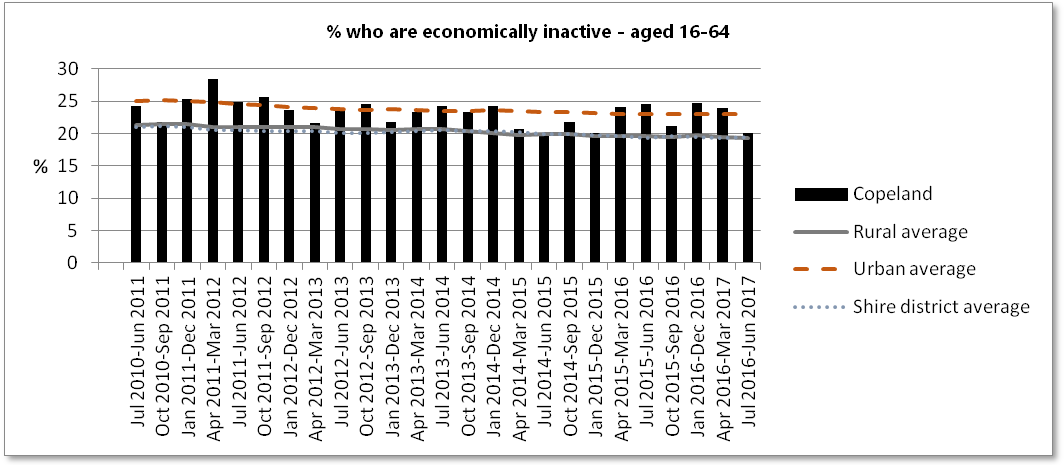 % who are economically inactive - aged 16-64
30
25
20
15
10
5
0
%
Jul 2010-Jun 2011
Oct 2010-Sep 2011
Jan 2011-Dec 2011
Apr 2011-Mar 2012
Jul 2011-Jun 2012
Oct 2011-Sep 2012
Jan 2012-Dec 2012
Apr 2012-Mar 2013
Jul 2012-Jun 2013
Oct 2012-Sep 2013
Jan 2013-Dec 2013
Apr 2013-Mar 2014
Jul 2013-Jun 2014
Oct 2013-Sep 2014
Jan 2014-Dec 2014
Apr 2014-Mar 2015
Jul 2014-Jun 2015
Oct 2014-Sep 2015
Jan 2015-Dec 2015
Apr 2015-Mar 2016
Jul 2015-Jun 2016
Oct 2015-Sep 2016
Jan 2016-Dec 2016
Apr 2016-Mar 2017
Jul 2016-Jun 2017
Copeland
Rural average
Urban average
Shire district average